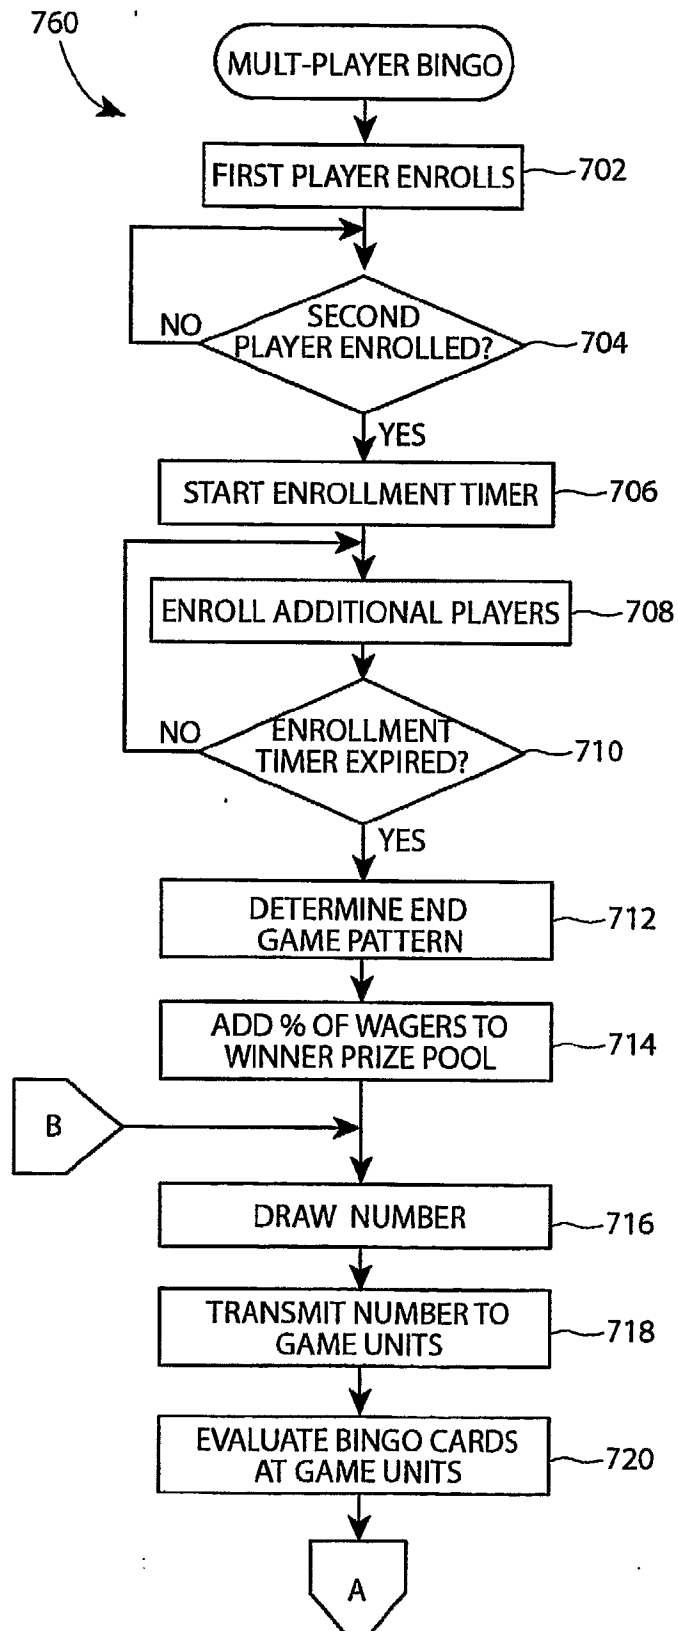 760
MULT-PLAYER BINGO
FIRST PLAYER ENROLLS
702
SECOND
PLAYER ENROLLED?
704
NO
YES
START ENROLLMENT TIMER
706
ENROLL ADDITIONAL PLAYERS
708
ENROLLMENT
TIMER EXPIRED?
710
NO
YES
DETERMINE END
GAME PATTERN
712
ADD % OF WAGERS TO
WINNER PRIZE POOL
714
B
DRAW NUMBER
716
TRANSMIT NUMBER TO
GAME UNITS
718
EVALUATE BINGO CARDS
AT GAME UNITS
720
A